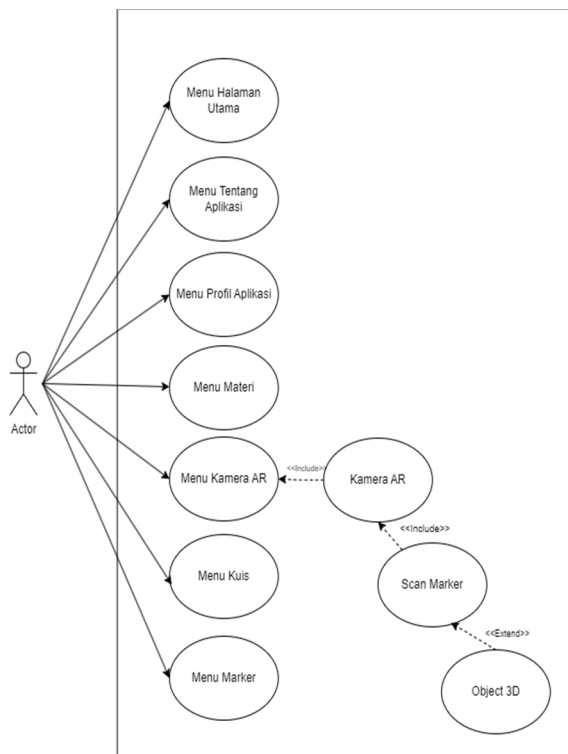 Menu Halaman
Utama
Menu Tentang
Aplikasi
Menu Profil Aplikasi
Menu Materi
Actor
Menu Kamera AR
<<Include>>
Kamera AR
<<Include>>
Menu Kuis
Scan Marker
<<Extend>>
Menu Marker
Object 3D